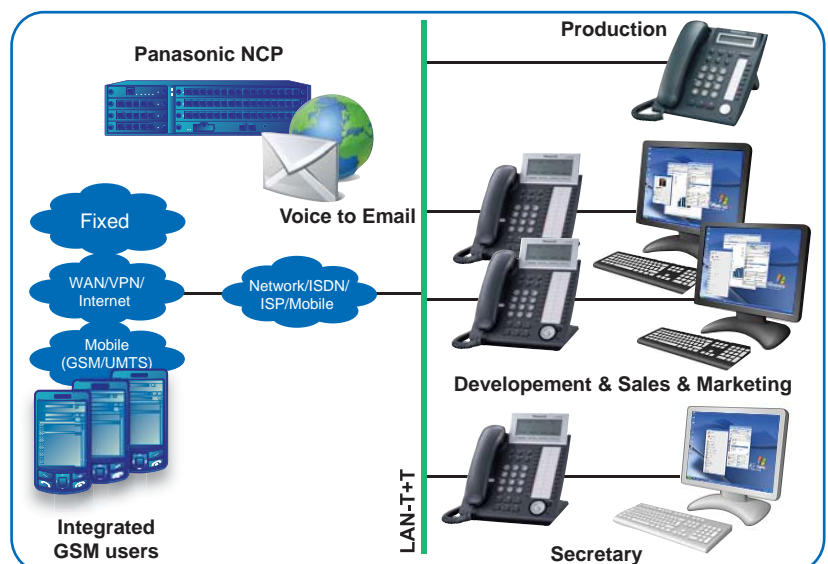 Panasonic NCP
Production
Voice to Email
Fixed
WAN/VPN/
Internet
Network/ISDN/
ISP/Mobile
Mobile
(GSM/UMTS)
Developement & Sales & Marketing
Integrated
GSM users
LAN-T+T
Secretary